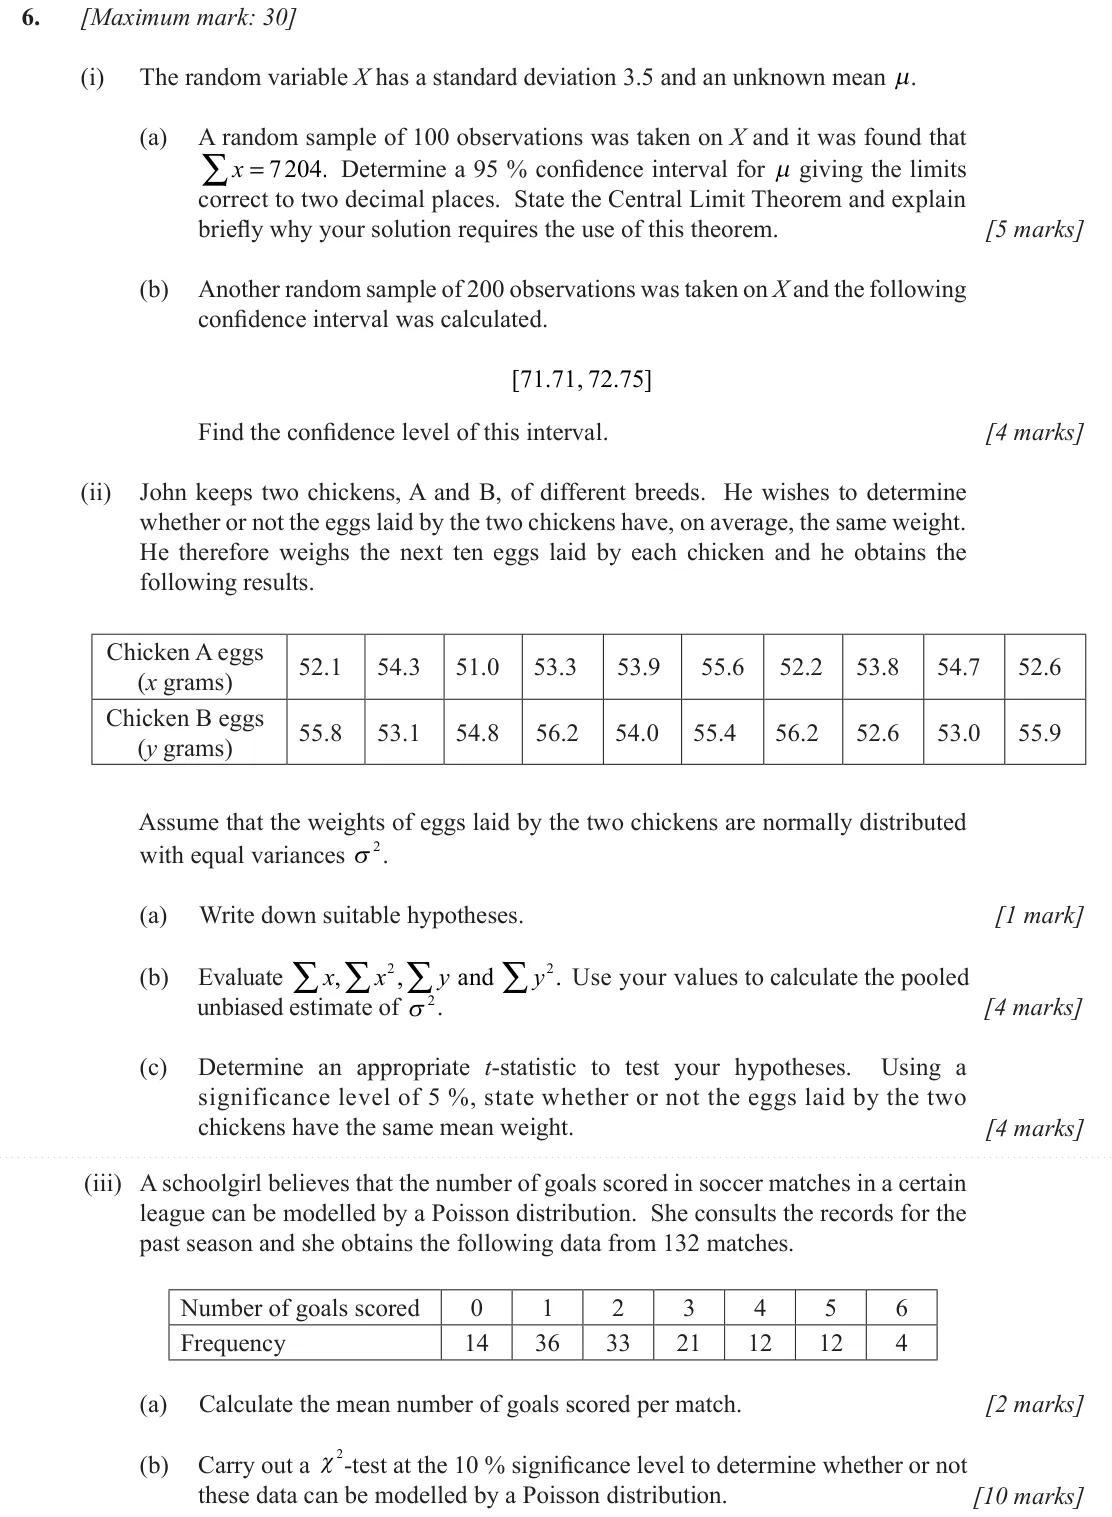 6. [Maximum mark: 30]
(i) The random variable X has a standard deviation 3.5 and an unknown mean μ.
(a) A random sample of 100 observations was taken on X and it was found that
∑x = 7 204. Determine a 95 % confidence interval for μ giving the limits
correct to two decimal places. State the Central Limit Theorem and explain
briefly why your solution requires the use of this theorem. [5 marks]
(b) Another random sample of 200 observations was taken on X and the following
confidence interval was calculated.
[71.71, 72.75]
Find the confidence level of this interval. [4 marks]
(ii) John keeps two chickens, A and B, of different breeds. He wishes to determine
whether or not the eggs laid by the two chickens have, on average, the same weight.
He therefore weighs the next ten eggs laid by each chicken and he obtains the
following results.
Chicken A eggs
(x grams) 52.1 54.3 51.0 53.3 53.9 55.6 52.2 53.8 54.7 52.6
Chicken B eggs
(y grams) 55.8 53.1 54.8 56.2 54.0 55.4 56.2 52.6 53.0 55.9
Assume that the weights of eggs laid by the two chickens are normally distributed
with equal variances σ².
(a) Write down suitable hypotheses. [1 mark]
(b) Evaluate ∑x, ∑x², ∑y and ∑y². Use your values to calculate the pooled
unbiased estimate of σ². [4 marks]
(c) Determine an appropriate t-statistic to test your hypotheses. Using a
significance level of 5 %, state whether or not the eggs laid by the two
chickens have the same mean weight. [4 marks]
(iii) A schoolgirl believes that the number of goals scored in soccer matches in a certain
league can be modelled by a Poisson distribution. She consults the records for the
past season and she obtains the following data from 132 matches.
Number of goals scored 0 1 2 3 4 5 6
Frequency 14 36 33 21 12 12 4
(a) Calculate the mean number of goals scored per match. [2 marks]
(b) Carry out a χ²-test at the 10 % significance level to determine whether or not
these data can be modelled by a Poisson distribution. [10 marks]